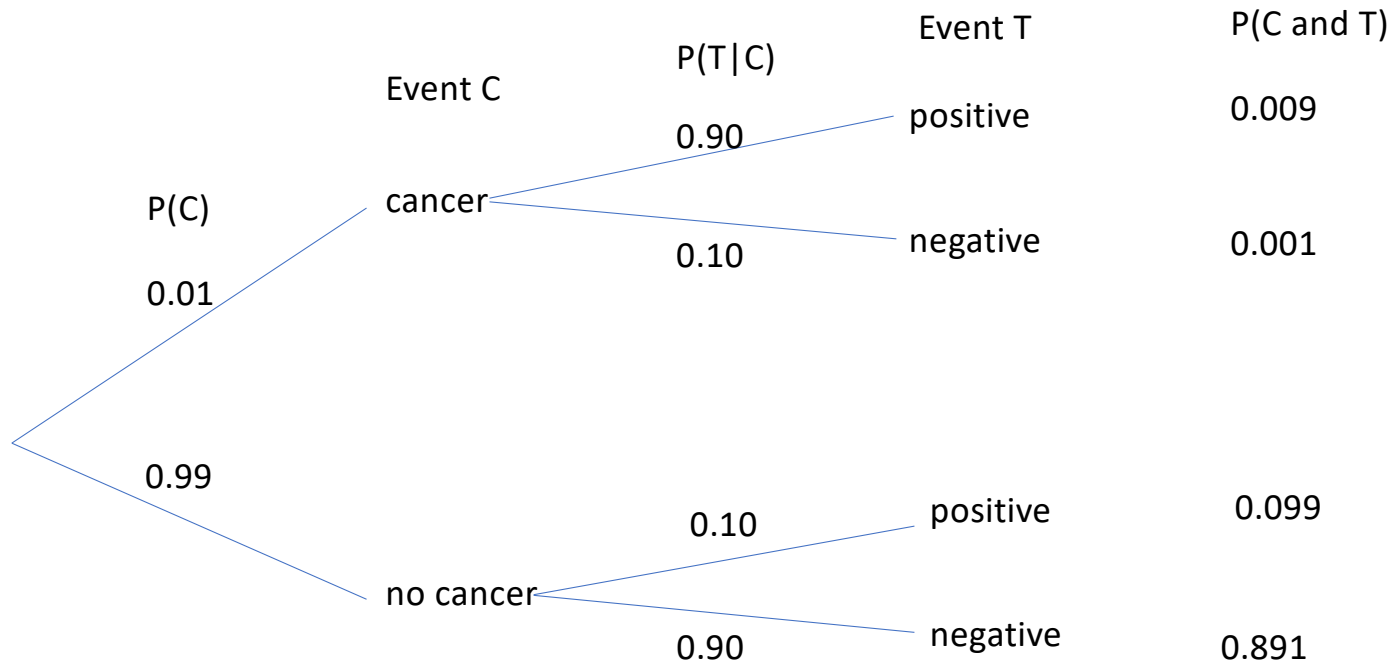 Event T
P(C and T)
P(T|C)
Event C
positive
0.009
0.90
P(C)
cancer
negative
0.001
0.10
0.01
0.99
positive
0.099
0.10
no cancer
negative
0.891
0.90